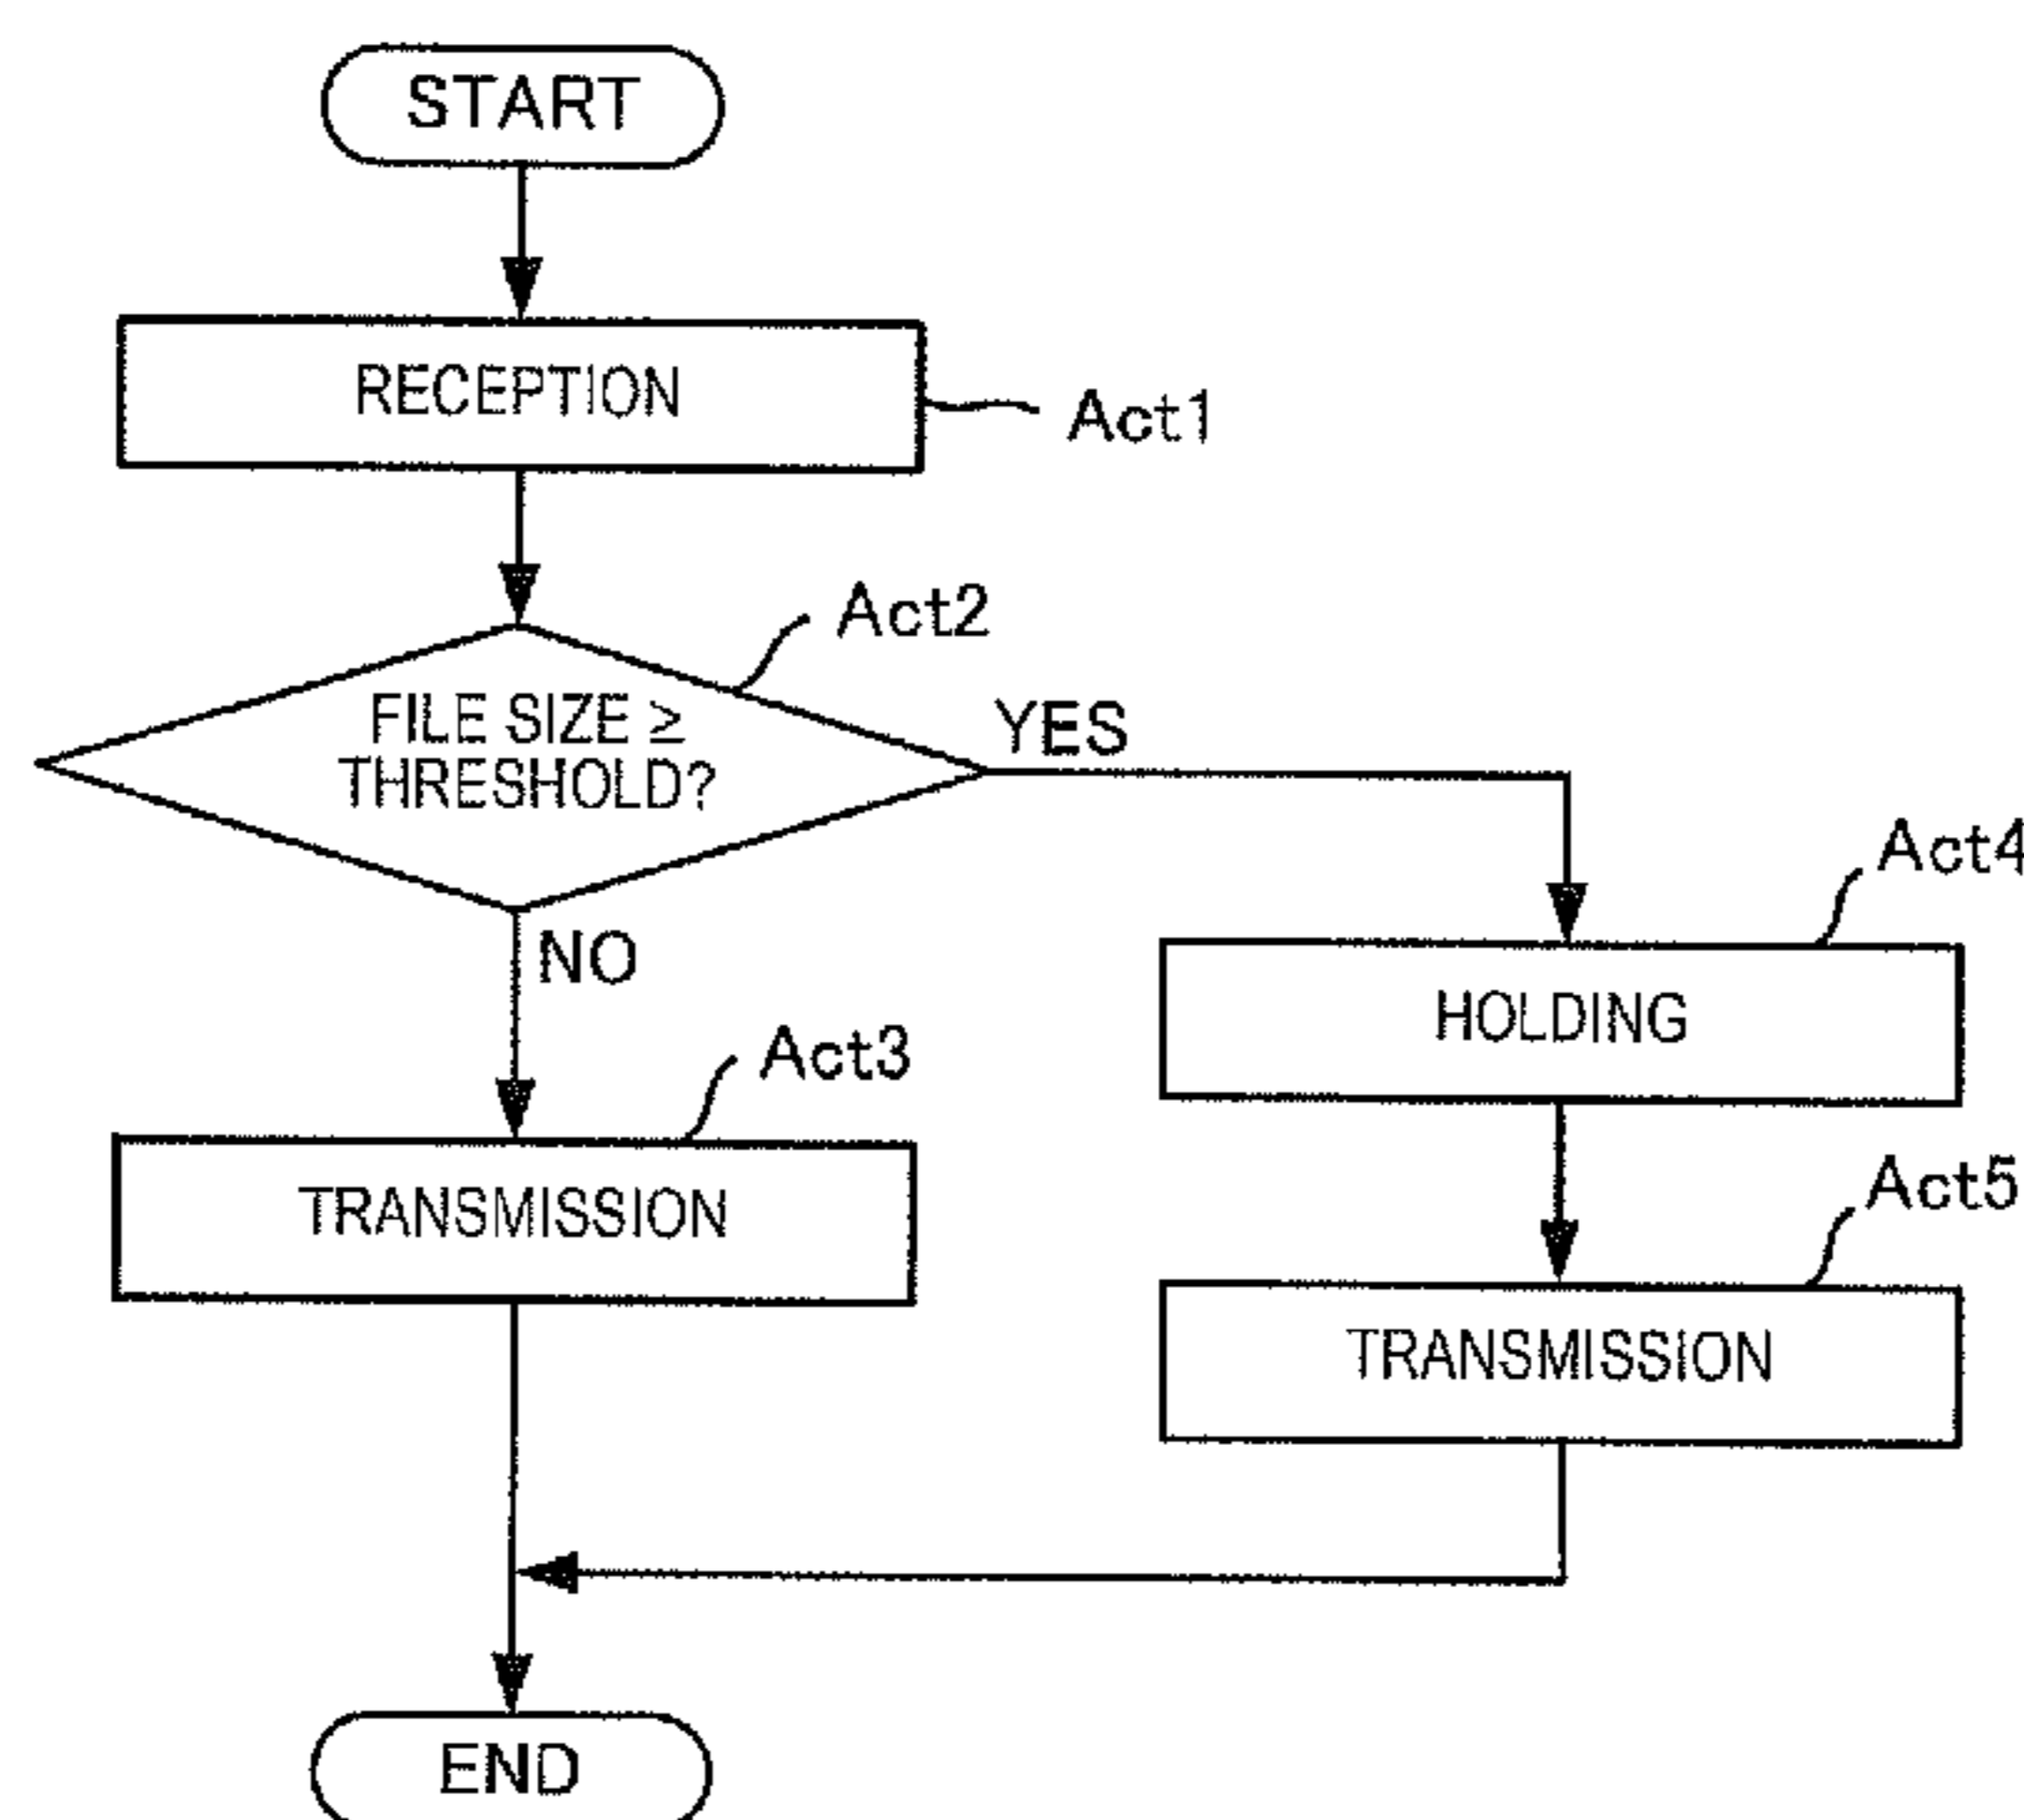 START
RECEPTION
Act1
Act2
FILE SIZE ≥
THRESHOLD?
YES
NO
Act4
HOLDING
Act3
TRANSMISSION
Act5
TRANSMISSION
END